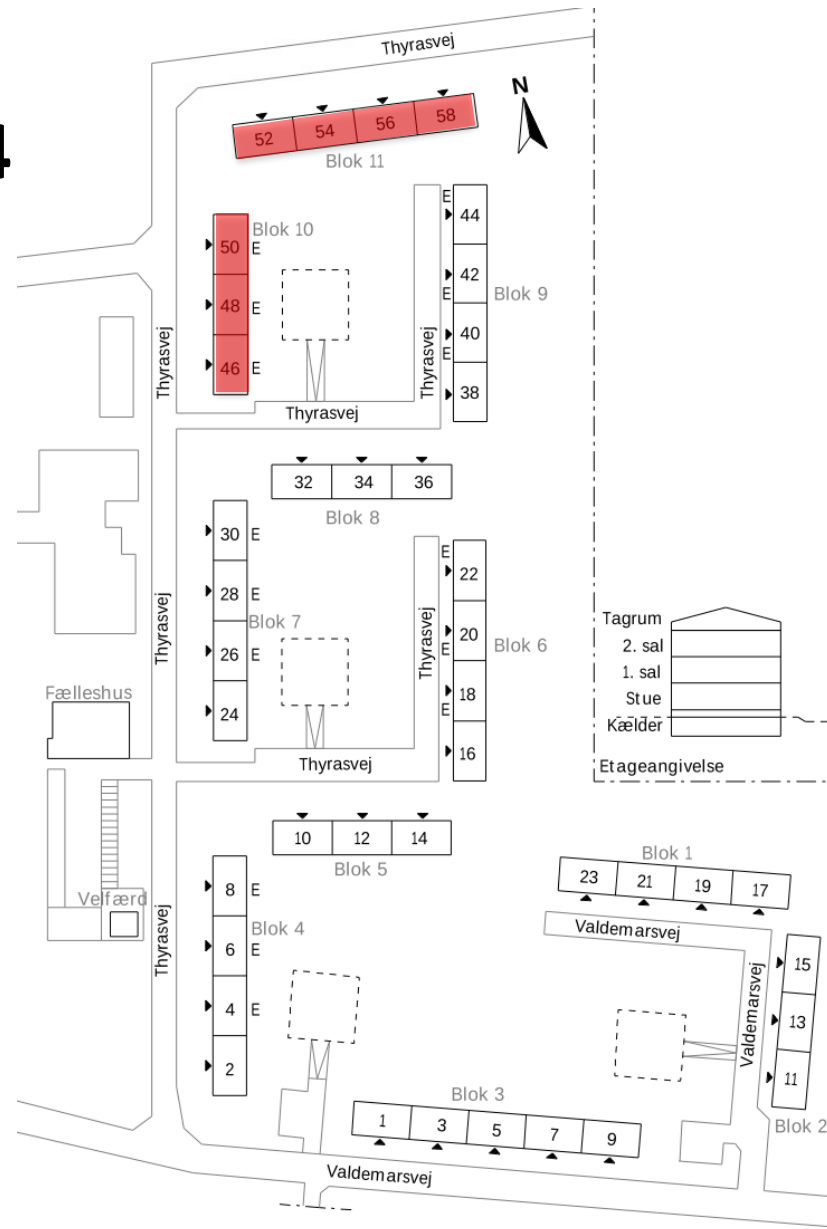 Thyrasvej
N
4
52 54 56 58
Blok 11
E
44
Blok 10
50 E
42
E
Blok 9
48 E
40
E
46 E
38
Thyrasvej
Thyrasvej
Thyrasvej
32 34 36
Blok 8
30 E
E
22
28 E
Blok 7
20
E
Blok 6
26 E
18
E
24
16
Thyrasvej
Thyrasvej
Thyrasvej
Fælleshus
Tagrum
2. sal
1. sal
Stue
Kælder
Etageangivelse
10 12 14
Blok 5
Blok 1
23 21 19 17
8 E
Velfærd
Blok 4
6 E
4 E
2
Thyrasvej
Valdemarsvej
Valdemarsvej
15
13
11
Blok 2
Blok 3
1 3 5 7 9
Valdemarsvej